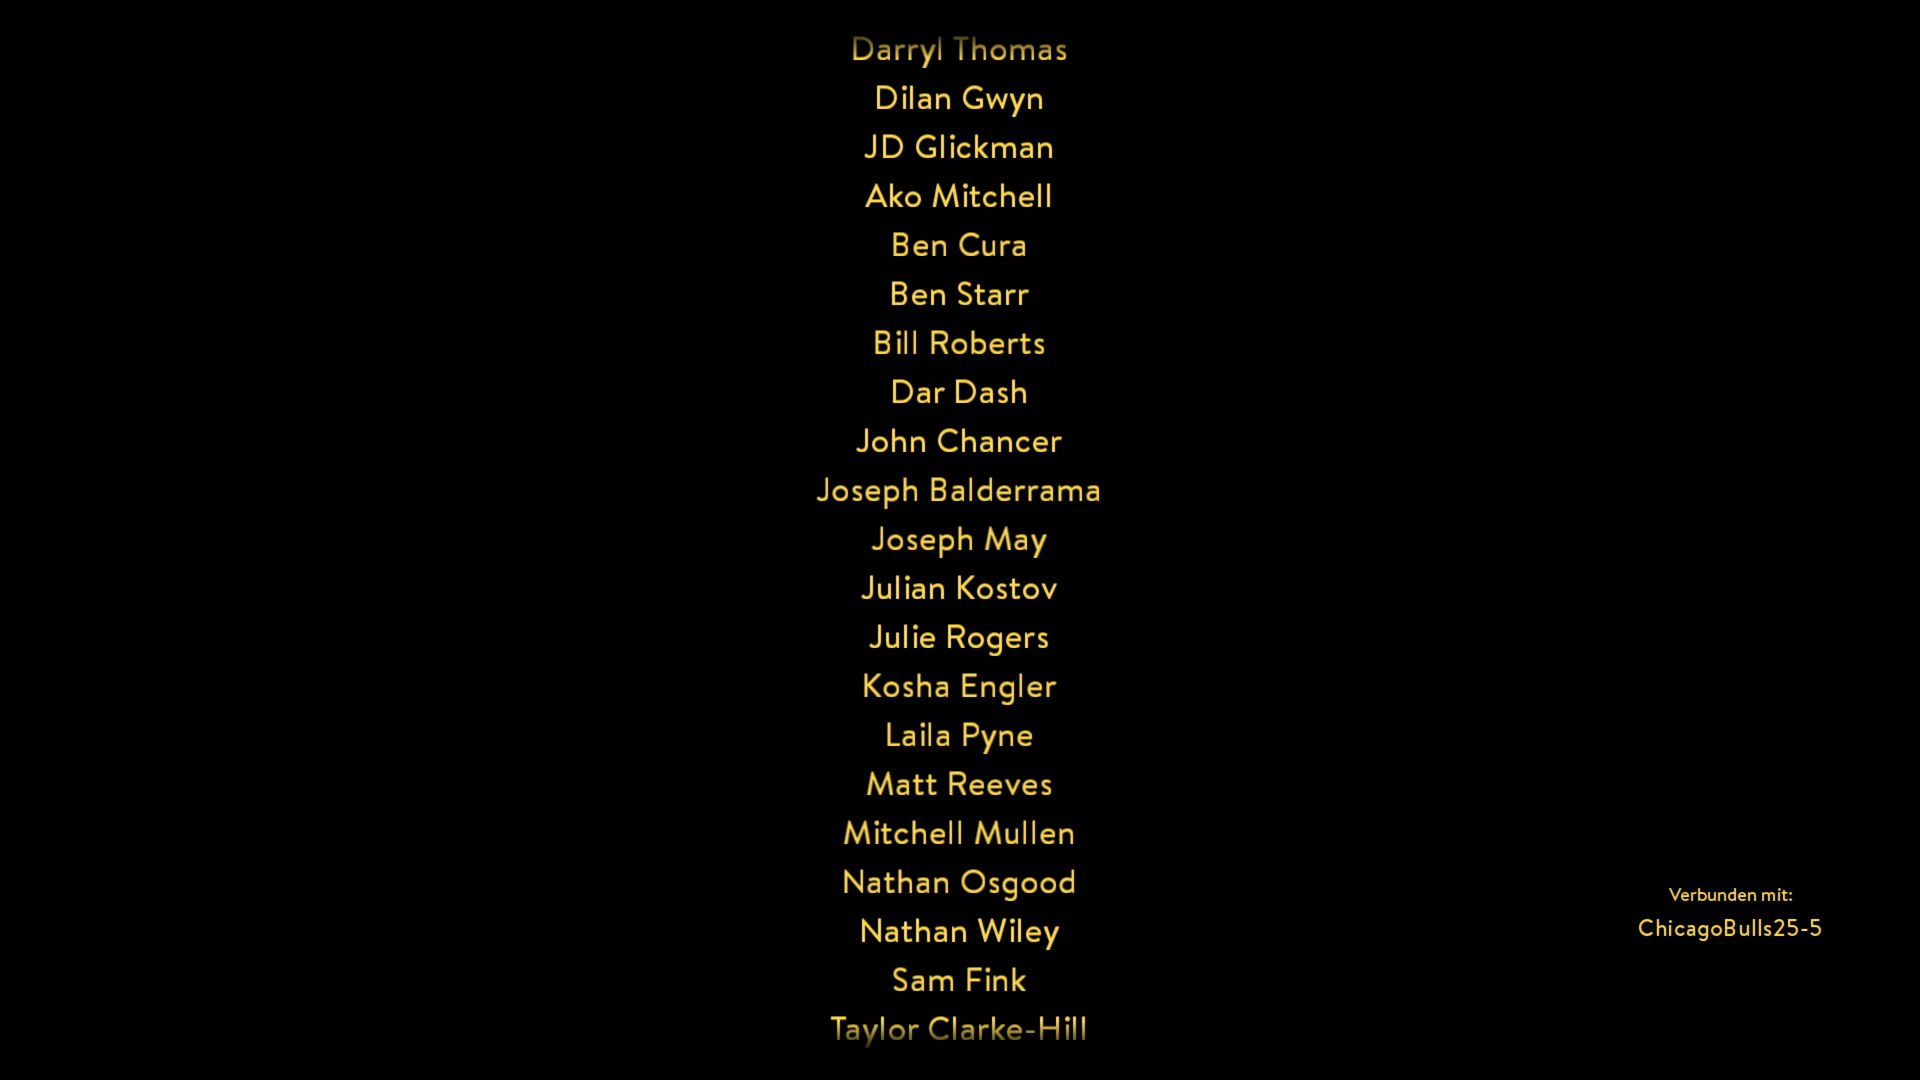 Darryl Thomas
Dilan Gwyn
JD Glickman
Ako Mitchell
Ben Cura
Ben Starr
Bill Roberts
Dar Dash
John Chancer
Joseph Balderrama
Joseph May
Julian Kostov
Julie Rogers
Kosha Engler
Laila Pyne
Matt Reeves
Mitchell Mullen
Nathan Osgood
Nathan Wiley
Sam Fink
Taylor Clarke-Hill
Verbunden mit:
ChicagoBulls25-5